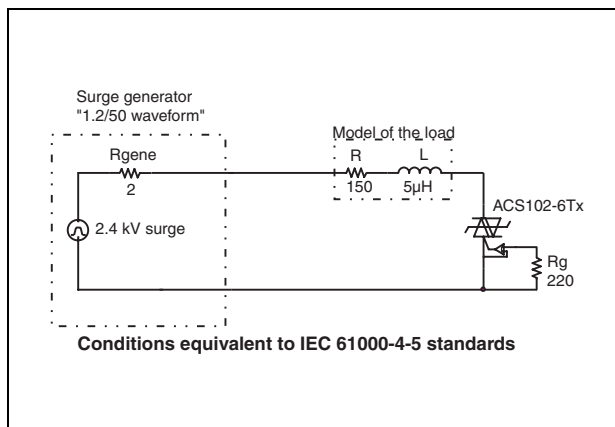 Surge generator
"1.2/50 waveform"
Model of the load
Rgene
R
L
2
150
5µH
ACS102-6Tx
2.4 kV surge
Rg
220
Conditions equivalent to IEC 61000-4-5 standards